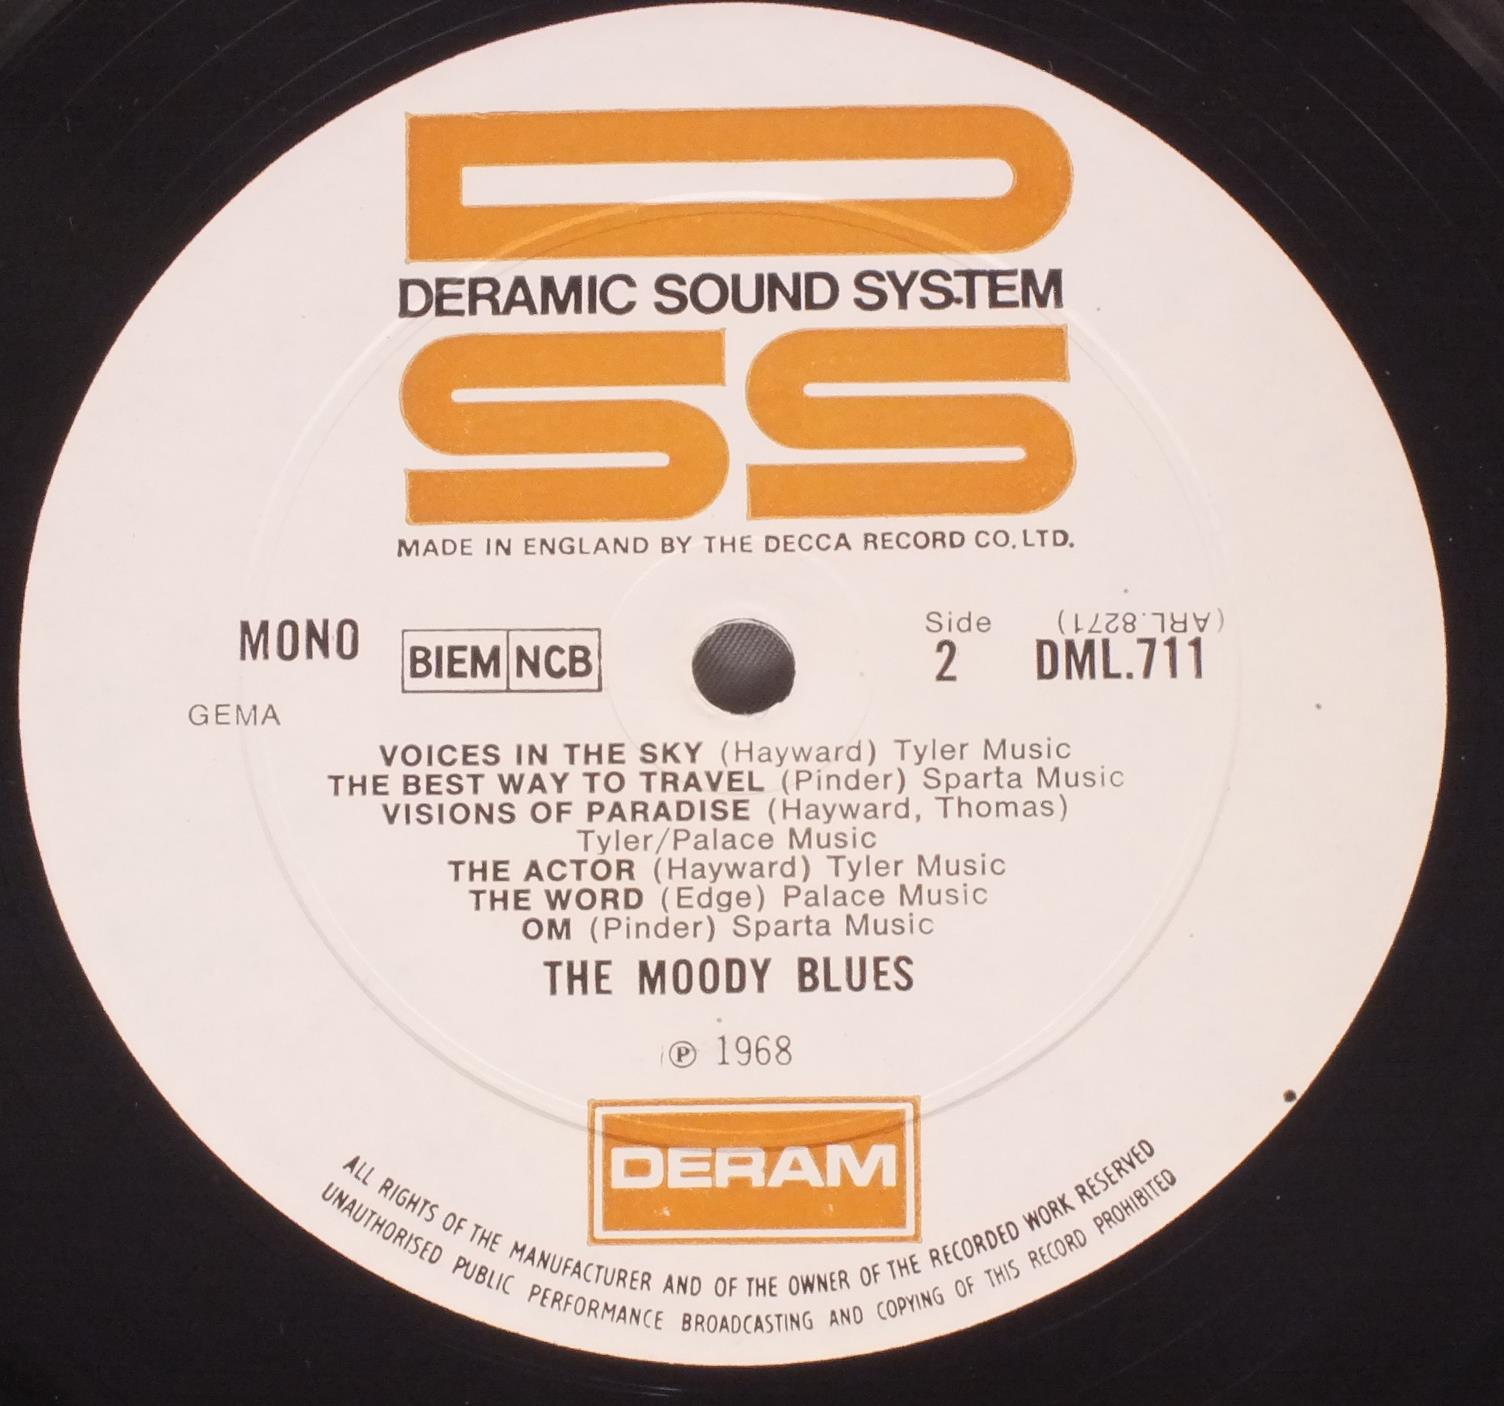 D
DERAMIC SOUND SYSTEM
SS
MADE IN ENGLAND BY THE DECCA RECORD CO. LTD.
MONO BIEM NCB Side 2 (ARL.8271) DML.711
GEMA
VOICES IN THE SKY (Hayward) Tyler Music
THE BEST WAY TO TRAVEL (Pinder) Sparta Music
VISIONS OF PARADISE (Hayward, Thomas)
Tyler/Palace Music
THE ACTOR (Hayward) Tyler Music
THE WORD (Edge) Palace Music
OM (Pinder) Sparta Music
THE MOODY BLUES
℗ 1968
DERAM
ALL RIGHTS OF THE MANUFACTURER AND OF THE OWNER OF THE RECORDED WORK RESERVED
UNAUTHORISED PUBLIC PERFORMANCE BROADCASTING AND COPYING OF THIS RECORD PROHIBITED